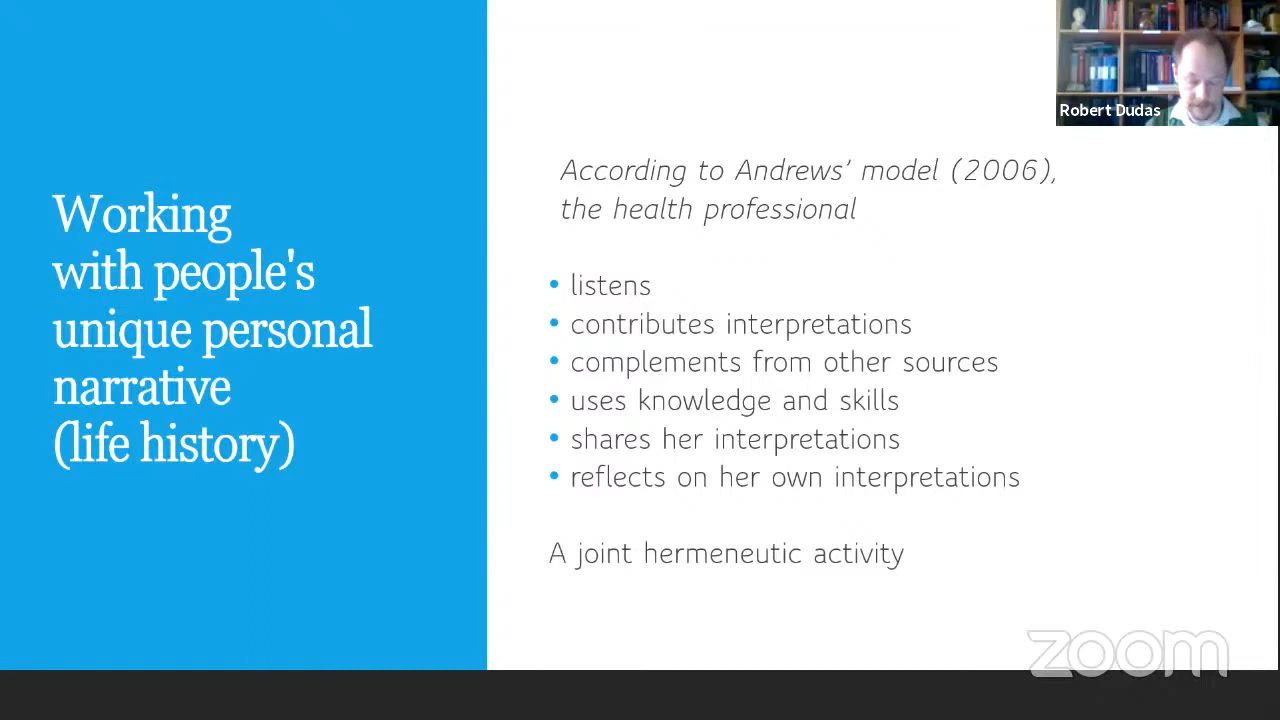 Robert Dudas
Working
with people's
unique personal
narrative
(life history)
According to Andrews’ model (2006),
the health professional
• listens
• contributes interpretations
• complements from other sources
• uses knowledge and skills
• shares her interpretations
• reflects on her own interpretations
A joint hermeneutic activity
zoom